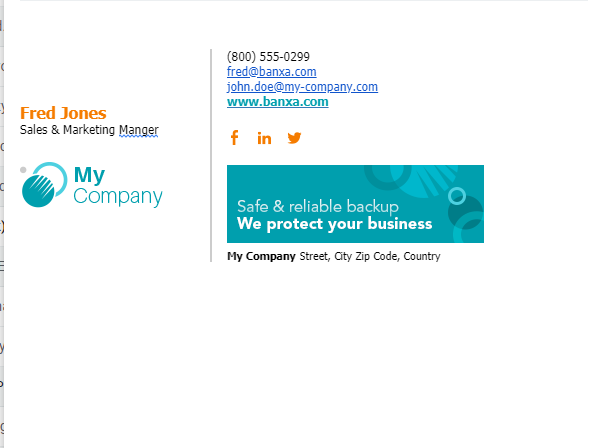 Fred Jones
Sales & Marketing Manger
My
Company
(800) 555-0299
fred@banxa.com
john.doe@my-company.com
www.banxa.com
Safe & reliable backup
We protect your business
My Company Street, City Zip Code, Country